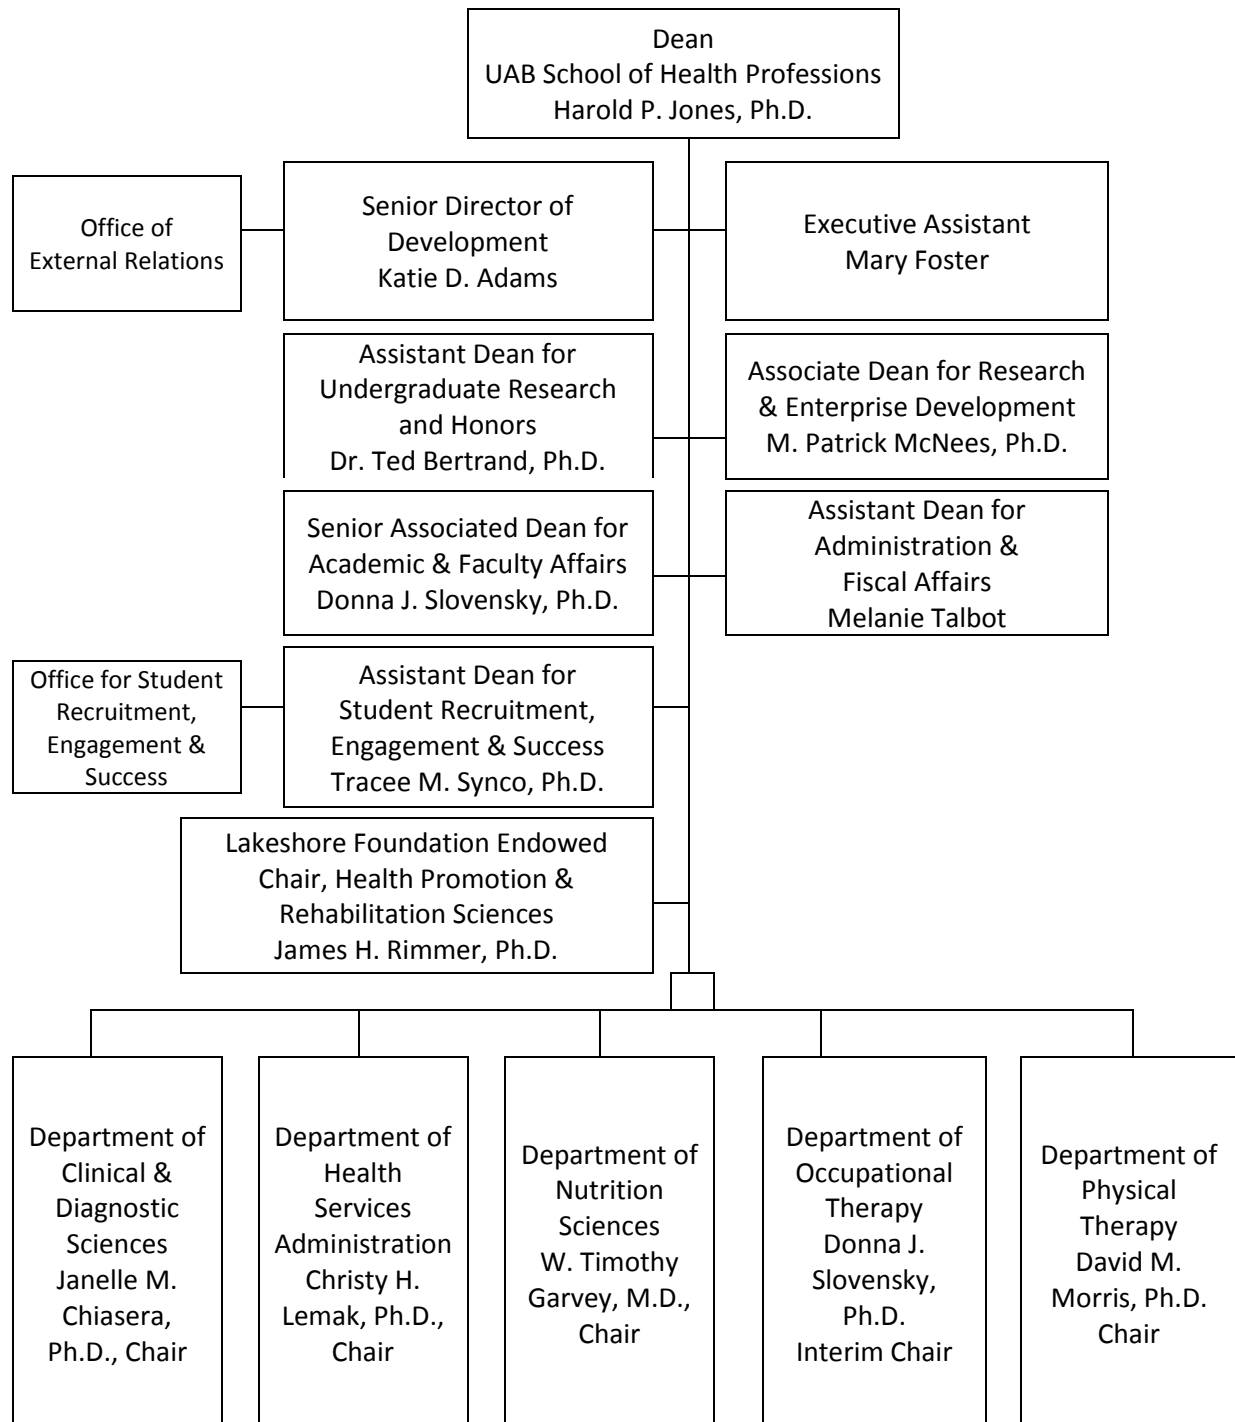 Dean
UAB School of Health Professions
Harold P. Jones, Ph.D.
Office of
External Relations
Senior Director of
Development
Katie D. Adams
Executive Assistant
Mary Foster
Assistant Dean for
Undergraduate Research
and Honors
Dr. Ted Bertrand, Ph.D.
Associate Dean for Research
& Enterprise Development
M. Patrick McNees, Ph.D.
Senior Associated Dean for
Academic & Faculty Affairs
Donna J. Slovensky, Ph.D.
Assistant Dean for
Administration &
Fiscal Affairs
Melanie Talbot
Office for Student
Recruitment,
Engagement &
Success
Assistant Dean for
Student Recruitment,
Engagement & Success
Tracee M. Synco, Ph.D.
Lakeshore Foundation Endowed
Chair, Health Promotion &
Rehabilitation Sciences
James H. Rimmer, Ph.D.
Department of
Clinical &
Diagnostic
Sciences
Janelle M.
Chiasera,
Ph.D., Chair
Department of
Health
Services
Administration
Christy H.
Lemak, Ph.D.,
Chair
Department of
Nutrition
Sciences
W. Timothy
Garvey, M.D.,
Chair
Department of
Occupational
Therapy
Donna J.
Slovensky,
Ph.D.
Interim Chair
Department of
Physical
Therapy
David M.
Morris, Ph.D.
Chair